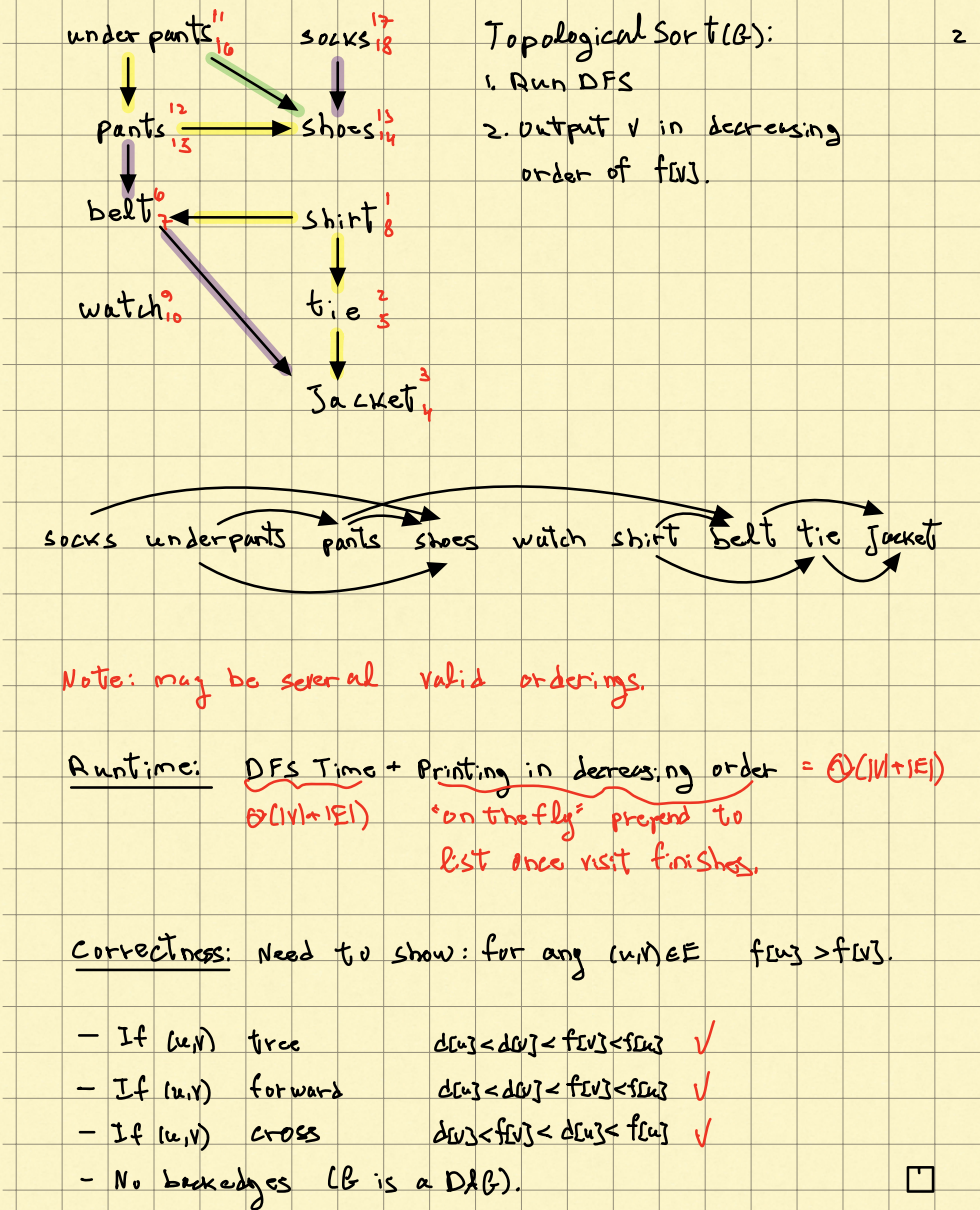 underpants 11 16 socks 17 18
Topological Sort(G): 2
1. Run DFS
pants 12 15 shoes 13 14
2. Output v in decreasing
order of f[v].
belt 6 7 shirt 1 8
watch 9 10 tie 2 5
Jacket 3 4
socks underpants pants shoes watch shirt belt tie Jacket
Note: may be several valid orderings.
Runtime: DFS Time + Printing in decreasing order = Θ(|V|+|E|)
Θ(|V|+|E|) "on the fly" prepend to
list once visit finishes.
Correctness: Need to show: for any (u,v)∈E f[u] > f[v].
- If (u,v) tree d[u]<d[v]<f[v]<f[u] ✓
- If (u,v) forward d[u]<d[v]<f[v]<f[u] ✓
- If (u,v) cross d[v]<f[v]<d[u]<f[u] ✓
- No backedges (G is a DAG).